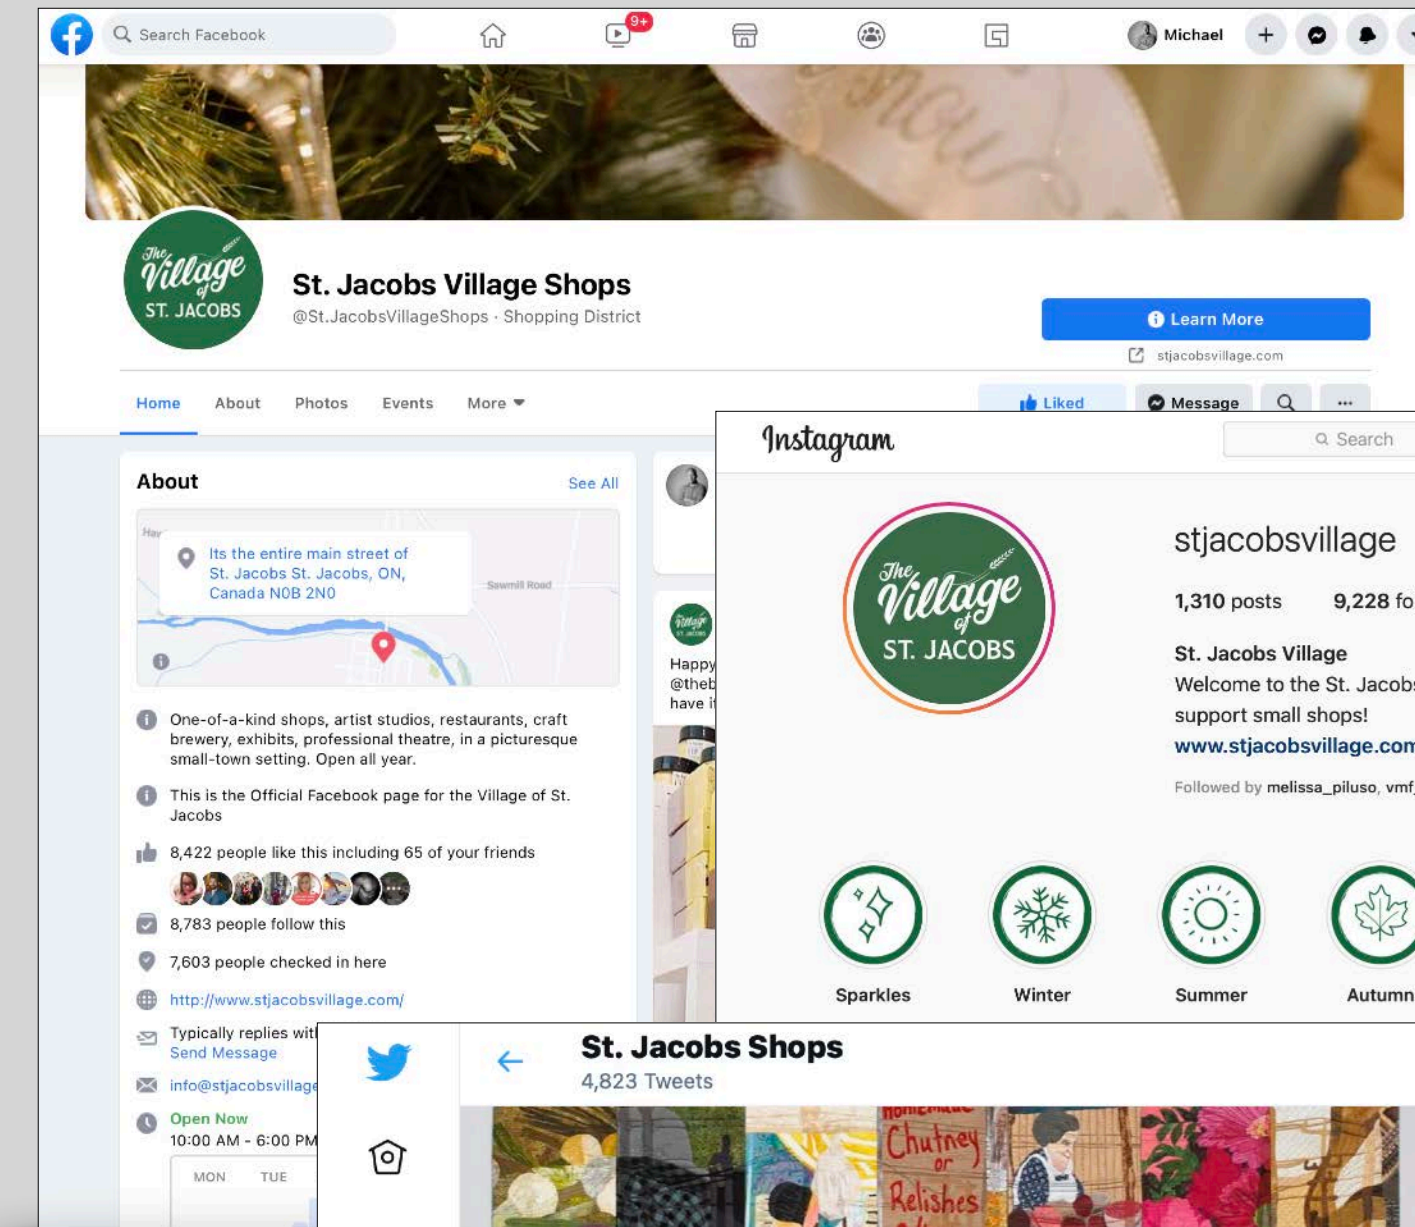 Search Facebook
9+
Michael
snow
The
Village
of
ST. JACOBS
St. Jacobs Village Shops
@St.JacobsVillageShops · Shopping District
Learn More
stjacobsvillage.com
Home About Photos Events More
Liked Message ...
About See All
Its the entire main street of
St. Jacobs St. Jacobs, ON,
Canada N0B 2N0
Sawmill Road
One-of-a-kind shops, artist studios, restaurants, craft
brewery, exhibits, professional theatre, in a picturesque
small-town setting. Open all year.
This is the Official Facebook page for the Village of St.
Jacobs
8,422 people like this including 65 of your friends
8,783 people follow this
7,603 people checked in here
http://www.stjacobsvillage.com/
Typically replies with
Send Message
info@stjacobsvillage
Open Now
10:00 AM - 6:00 PM
MON TUE
Village
ST. JACOBS
Happy
@theb
have i
Instagram
Search
The
Village
of
ST. JACOBS
stjacobsvillage
1,310 posts 9,228 fo
St. Jacobs Village
Welcome to the St. Jacobs
support small shops!
www.stjacobsvillage.com
Followed by melissa_piluso, vmf
Sparkles Winter Summer Autumn
St. Jacobs Shops
4,823 Tweets
Homemade
Chutney
or
Relishes